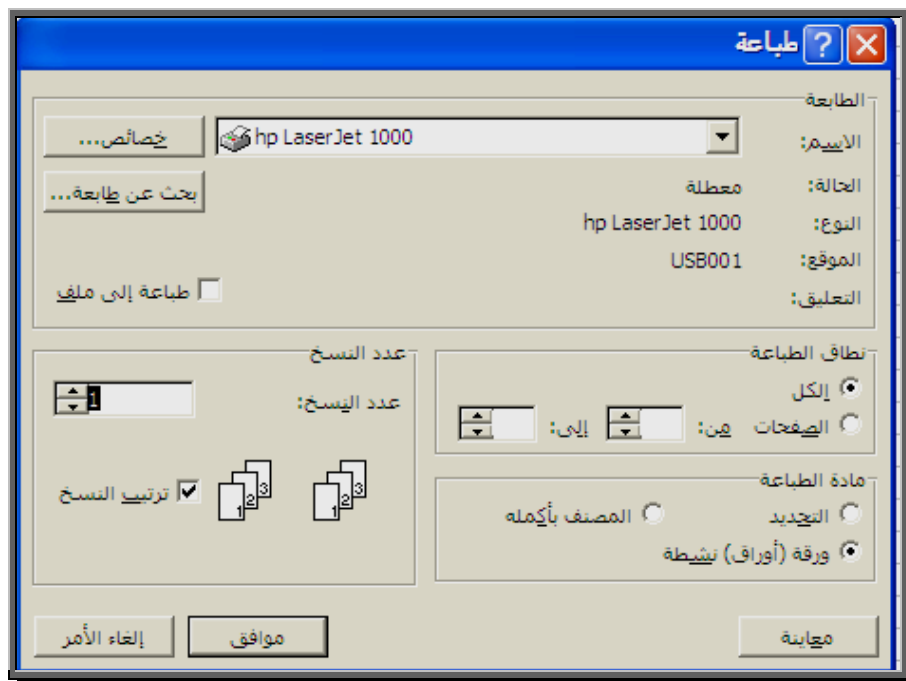 طباعة
الطابعة
الاسم: hp LaserJet 1000 خصائص...
الحالة: معطلة بحث عن طابعة...
النوع: hp LaserJet 1000
الموقع: USB001
التعليق: طباعة إلى ملف
نطاق الطباعة
الكل
الصفحات من: إلى:
عدد النسخ
عدد النسخ: 1
1 2 3 1 2 3 ترتيب النسخ
مادة الطباعة
التحديد المصنف بأكمله
ورقة (أوراق) نشطة
معاينة موافق إلغاء الأمر